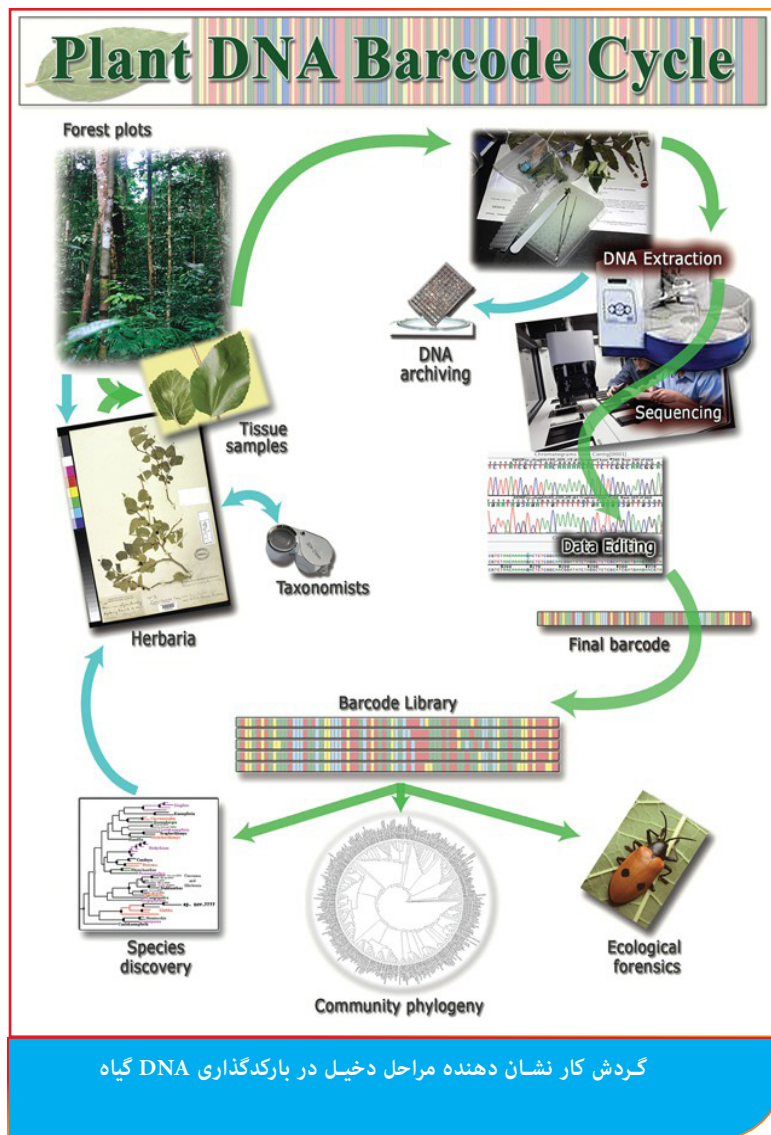 Plant DNA Barcode Cycle
Forest plots
DNA Extraction
DNA
archiving
Sequencing
Tissue
samples
Data Editing
Taxonomists
Herbaria
Final barcode
Barcode Library
Species
discovery
Community phylogeny
Ecological
forensics
گردش کار نشان دهنده مراحل دخیل در بارکدگذاری DNA گیاه